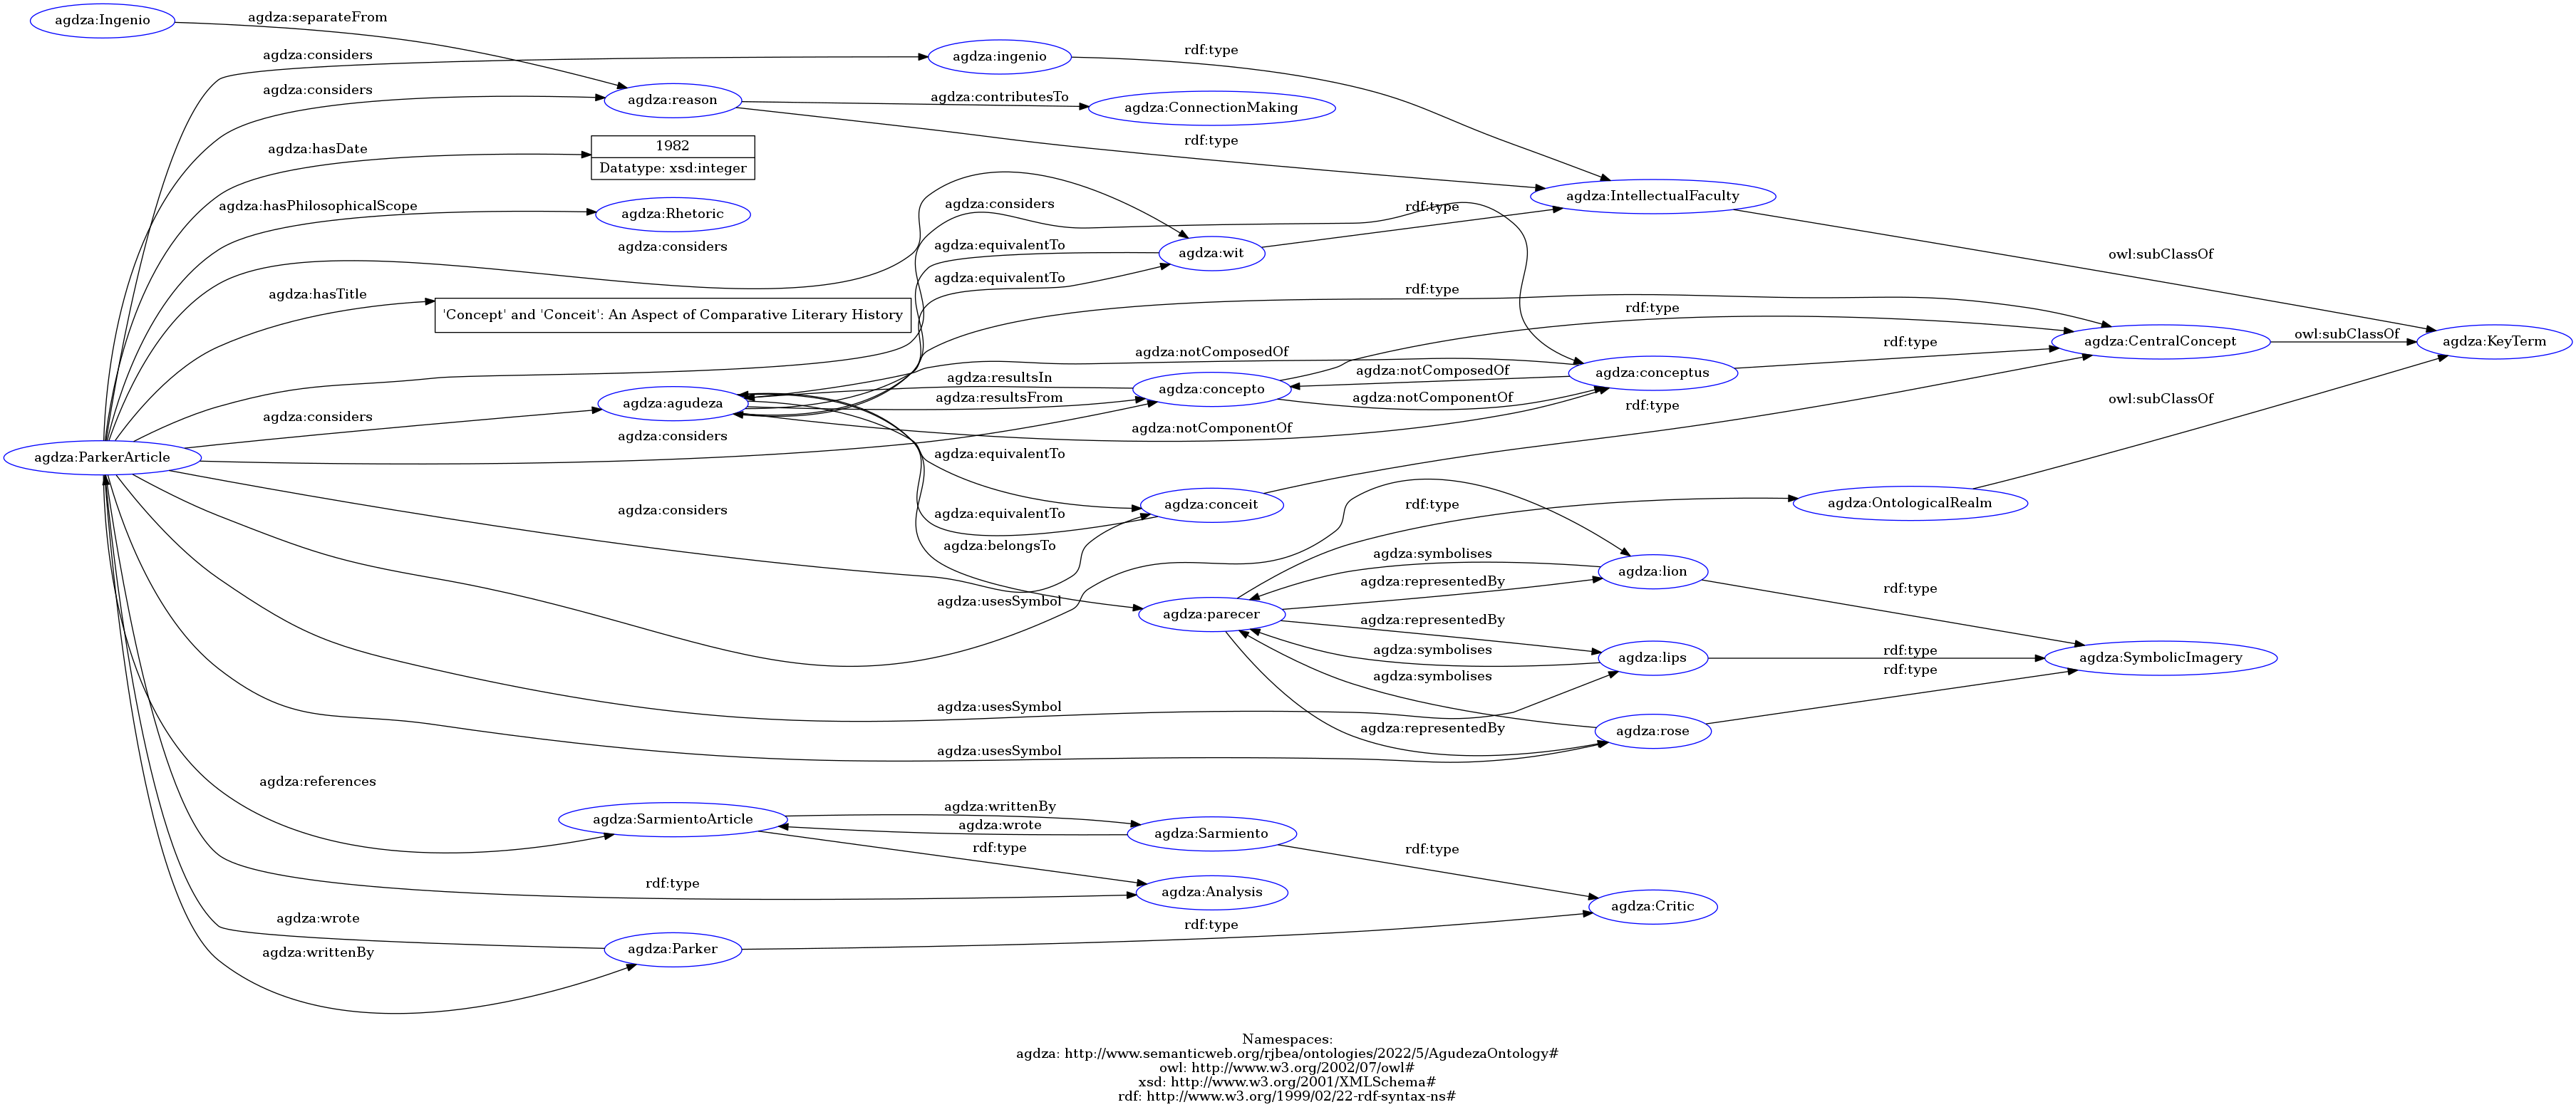 agdza:Ingenio
agdza:separateFrom
agdza:considers
agdza:ingenio
rdf:type
agdza:considers
agdza:reason
agdza:contributesTo
agdza:ConnectionMaking
rdf:type
agdza:hasDate
1982
Datatype: xsd:integer
agdza:IntellectualFaculty
agdza:hasPhilosophicalScope
agdza:Rhetoric
agdza:considers
rdf:type
agdza:considers
agdza:equivalentTo
agdza:wit
owl:subClassOf
agdza:equivalentTo
agdza:hasTitle
rdf:type
'Concept' and 'Conceit': An Aspect of Comparative Literary History
rdf:type
agdza:CentralConcept
owl:subClassOf
agdza:KeyTerm
rdf:type
agdza:notComposedOf
agdza:notComposedOf
agdza:conceptus
agdza:resultsIn
agdza:concepto
agdza:resultsFrom
agdza:notComponentOf
owl:subClassOf
agdza:agudeza
rdf:type
agdza:considers
agdza:notComponentOf
agdza:considers
agdza:ParkerArticle
agdza:equivalentTo
agdza:considers
agdza:equivalentTo
agdza:conceit
rdf:type
agdza:OntologicalRealm
agdza:belongsTo
agdza:symbolises
agdza:lion
agdza:representedBy
rdf:type
agdza:usesSymbol
agdza:parecer
agdza:representedBy
agdza:symbolises
agdza:lips
rdf:type
agdza:SymbolicImagery
agdza:symbolises
rdf:type
agdza:usesSymbol
agdza:representedBy
agdza:rose
agdza:usesSymbol
agdza:references
agdza:SarmientoArticle
agdza:writtenBy
agdza:wrote
agdza:Sarmiento
rdf:type
rdf:type
rdf:type
agdza:Analysis
agdza:Critic
agdza:wrote
rdf:type
agdza:writtenBy
agdza:Parker
Namespaces:
agdza: http://www.semanticweb.org/rjbea/ontologies/2022/5/AgudezaOntology#
owl: http://www.w3.org/2002/07/owl#
xsd: http://www.w3.org/2001/XMLSchema#
rdf: http://www.w3.org/1999/02/22-rdf-syntax-ns#